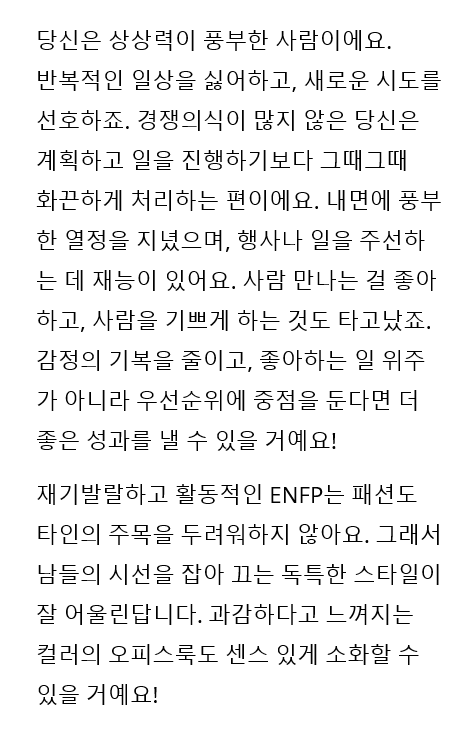 당신은 상상력이 풍부한 사람이에요.
반복적인 일상을 싫어하고, 새로운 시도를
선호하죠. 경쟁의식이 많지 않은 당신은
계획하고 일을 진행하기보다 그때그때
화끈하게 처리하는 편이에요. 내면에 풍부
한 열정을 지녔으며, 행사나 일을 주선하
는 데 재능이 있어요. 사람 만나는 걸 좋아
하고, 사람을 기쁘게 하는 것도 타고났죠.
감정의 기복을 줄이고, 좋아하는 일 위주
가 아니라 우선순위에 중점을 둔다면 더
좋은 성과를 낼 수 있을 거예요!
재기발랄하고 활동적인 ENFP는 패션도
타인의 주목을 두려워하지 않아요. 그래서
남들의 시선을 잡아 끄는 독특한 스타일이
잘 어울린답니다. 과감하다고 느껴지는
컬러의 오피스룩도 센스 있게 소화할 수
있을 거예요!